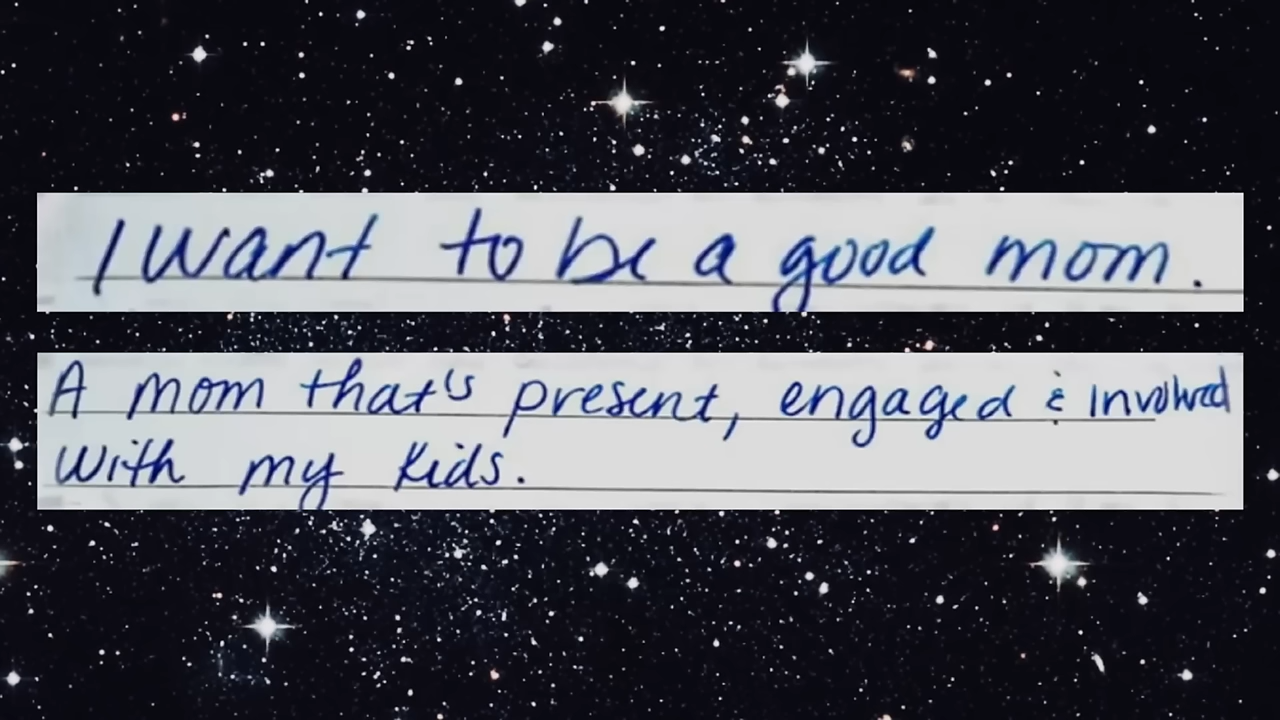 I want to be a good mom.
A mom that's present, engaged & involved
with my kids.